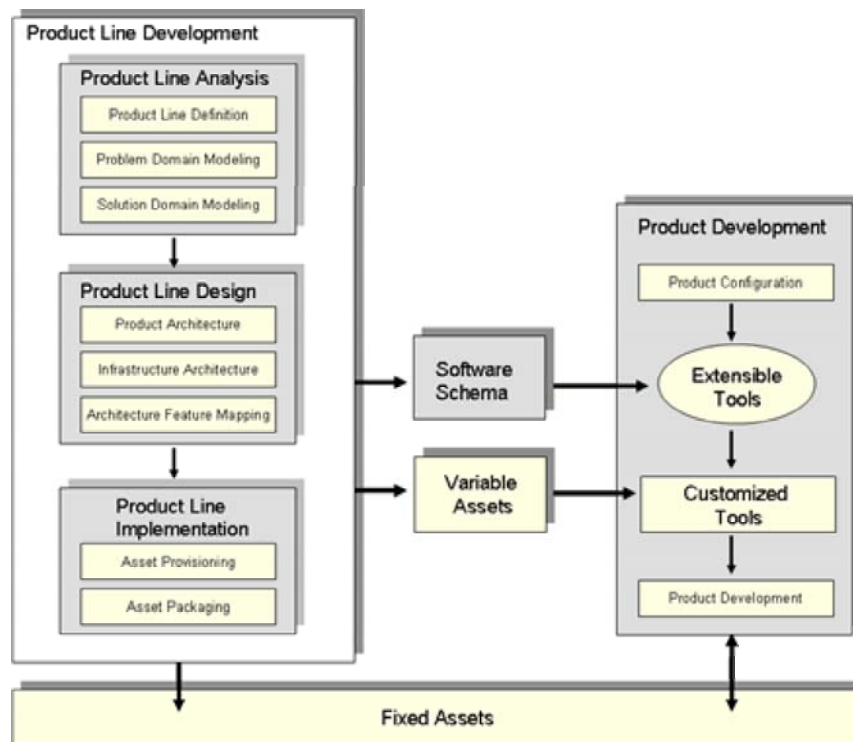 Product Line Development
Product Line Analysis
Product Line Definition
Problem Domain Modeling
Solution Domain Modeling
Product Line Design
Product Architecture
Infrastructure Architecture
Architecture Feature Mapping
Product Line
Implementation
Asset Provisioning
Asset Packaging
Software
Schema
Variable
Assets
Product Development
Product Configuration
Extensible
Tools
Customized
Tools
Product Development
Fixed Assets